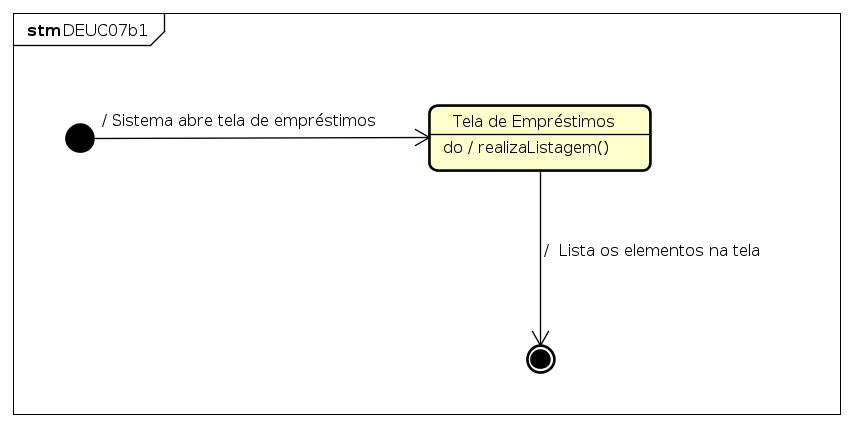 stm DEUC07b1
/ Sistema abre tela de empréstimos
Tela de Empréstimos
do / realizaListagem()
/ Lista os elementos na tela